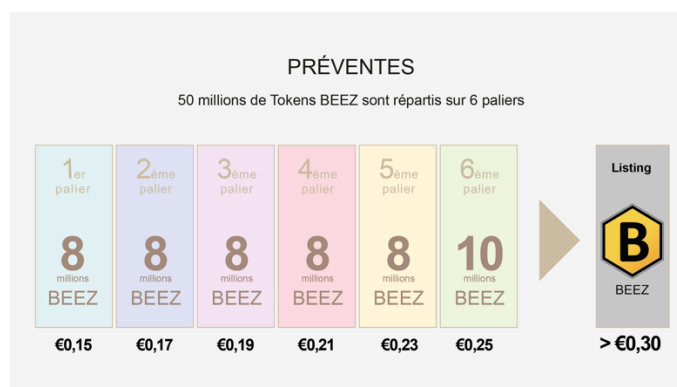 PRÉVENTES
50 millions de Tokens BEEZ sont répartis sur 6 paliers
1er
palier
8
millions
BEEZ
€0,15
2ème
palier
8
millions
BEEZ
€0,17
3ème
palier
8
millions
BEEZ
€0,19
4ème
palier
8
millions
BEEZ
€0,21
5ème
palier
8
millions
BEEZ
€0,23
6ème
palier
10
millions
BEEZ
€0,25
Listing
B
BEEZ
> €0,30